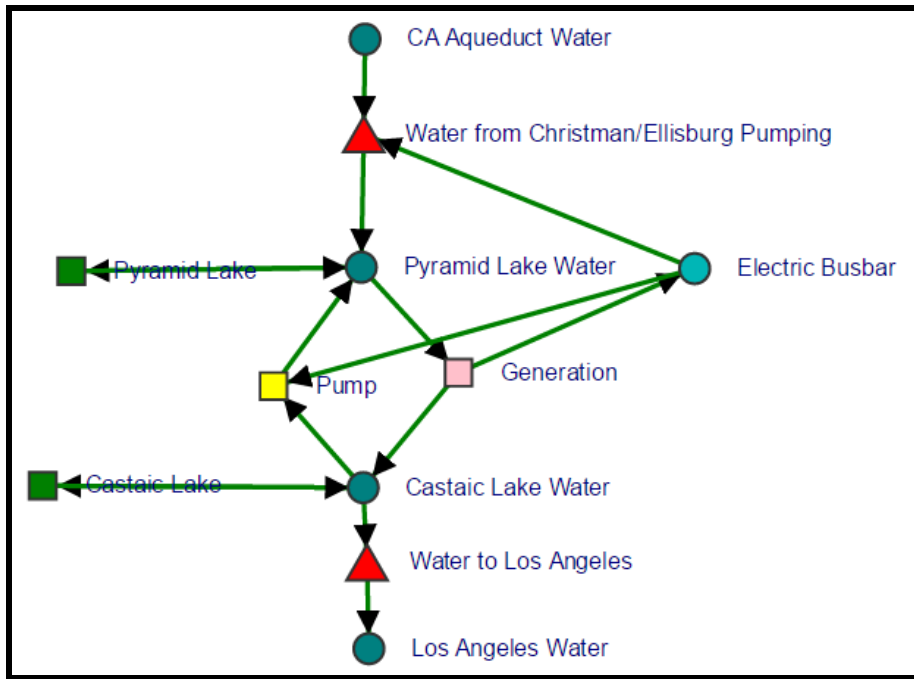 CA Aqueduct Water
Water from Christman/Ellisburg Pumping
Pyramid Lake
Pyramid Lake Water
Electric Busbar
Pump
Generation
Castaic Lake
Castaic Lake Water
Water to Los Angeles
Los Angeles Water